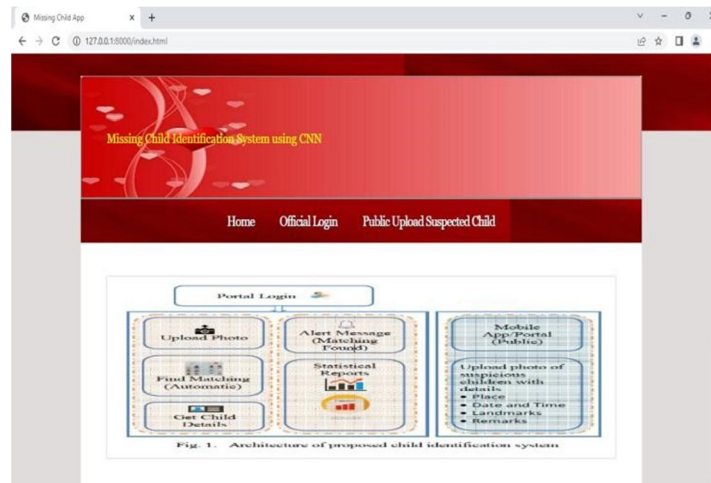 Missing Child App
127.0.0.1:8000/index.html
Missing Child Identification System using CNN
Home Official Login Public Upload Suspected Child
Portal Login
Upload Photo
Find Matching
(Automatic)
Get Child
Details
Alert Message
(Matching
Found)
Statistical
Reports
Mobile
App/Portal
(Public)
Upload photo of
suspicious
children with
details
• Place
• Date and Time
• Landmarks
• Remarks
Fig. 1. Architecture of proposed child identification system